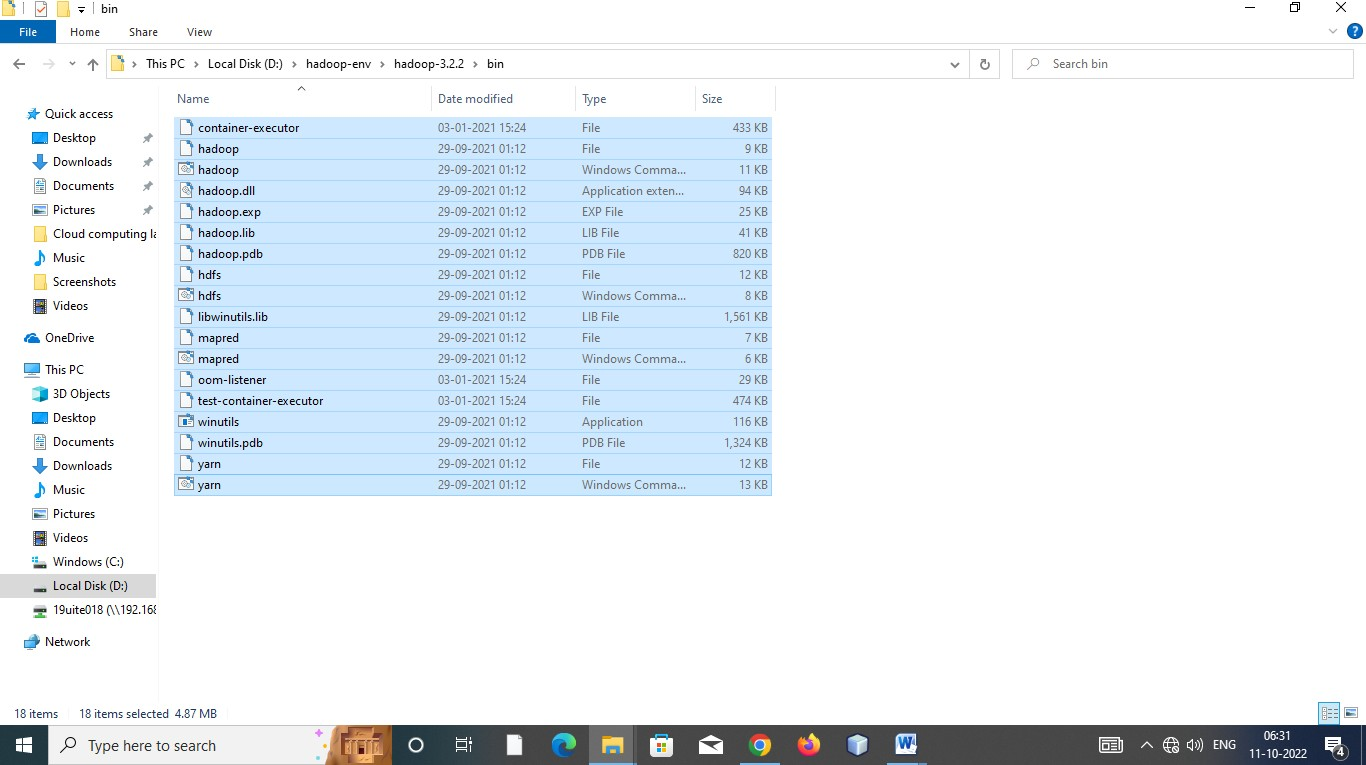 bin
File Home Share View
This PC Local Disk (D:) hadoop-env hadoop-3.2.2 bin
Search bin
Name Date modified Type Size
Quick access
Desktop
Downloads
Documents
Pictures
Cloud computing la
Music
Screenshots
Videos
OneDrive
This PC
3D Objects
Desktop
Documents
Downloads
Music
Pictures
Videos
Windows (C:)
Local Disk (D:)
19uite018 (\\192.168
Network
container-executor 03-01-2021 15:24 File 433 KB
hadoop 29-09-2021 01:12 File 9 KB
hadoop 29-09-2021 01:12 Windows Comma... 11 KB
hadoop.dll 29-09-2021 01:12 Application exten... 94 KB
hadoop.exp 29-09-2021 01:12 EXP File 25 KB
hadoop.lib 29-09-2021 01:12 LIB File 41 KB
hadoop.pdb 29-09-2021 01:12 PDB File 820 KB
hdfs 29-09-2021 01:12 File 12 KB
hdfs 29-09-2021 01:12 Windows Comma... 8 KB
libwinutils.lib 29-09-2021 01:12 LIB File 1,561 KB
mapred 29-09-2021 01:12 File 7 KB
mapred 29-09-2021 01:12 Windows Comma... 6 KB
oom-listener 03-01-2021 15:24 File 29 KB
test-container-executor 03-01-2021 15:24 File 474 KB
winutils 29-09-2021 01:12 Application 116 KB
winutils.pdb 29-09-2021 01:12 PDB File 1,324 KB
yarn 29-09-2021 01:12 File 12 KB
yarn 29-09-2021 01:12 Windows Comma... 13 KB
18 items 18 items selected 4.87 MB
Type here to search
ENG
06:31
11-10-2022
4